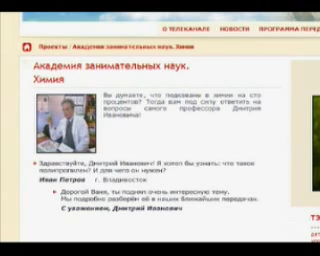 О ТЕЛЕКАНАЛЕ НОВОСТИ ПРОГРАММА ПЕРЕД
Проекты : Академия занимательных наук. Химия
Академия занимательных наук.
Химия
Вы думаете, что подкованы в химии на сто
процентов? Тогда вам под силу ответить на
вопросы самого профессора Дмитрия
Ивановича!
Здравствуйте, Дмитрий Иванович! Я хотел бы узнать: что такое
полипропилен? И для чего он нужен?
Иван Петров г. Владивосток
Дорогой Ваня, ты поднял очень интересную тему.
Мы подробно разберём её в наших ближайших передачах.
С уважением, Дмитрий Иванович
ТЭ